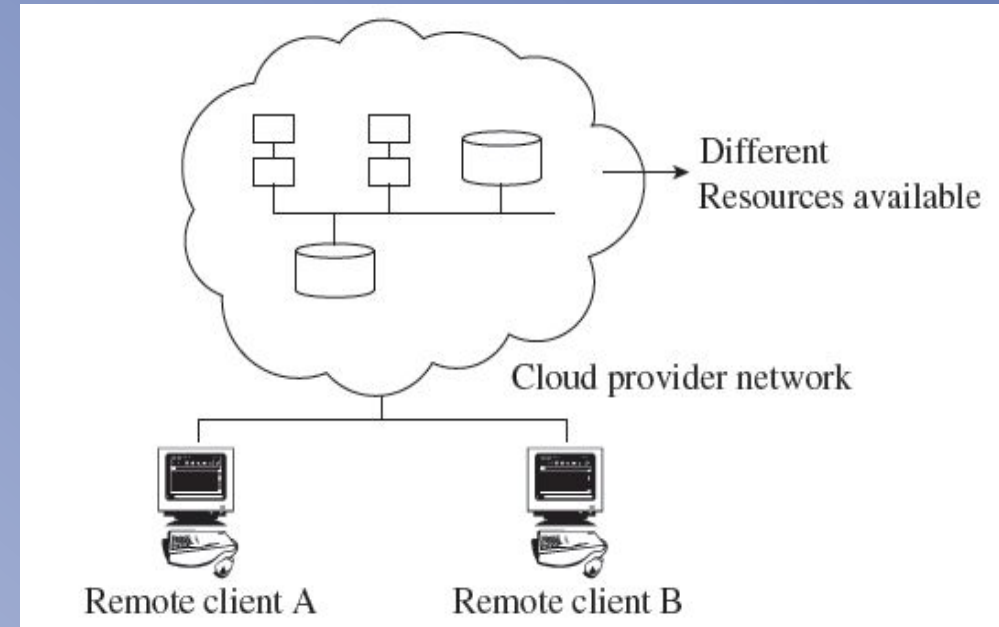 Different
Resources available
Cloud provider network
Remote client A
Remote client B